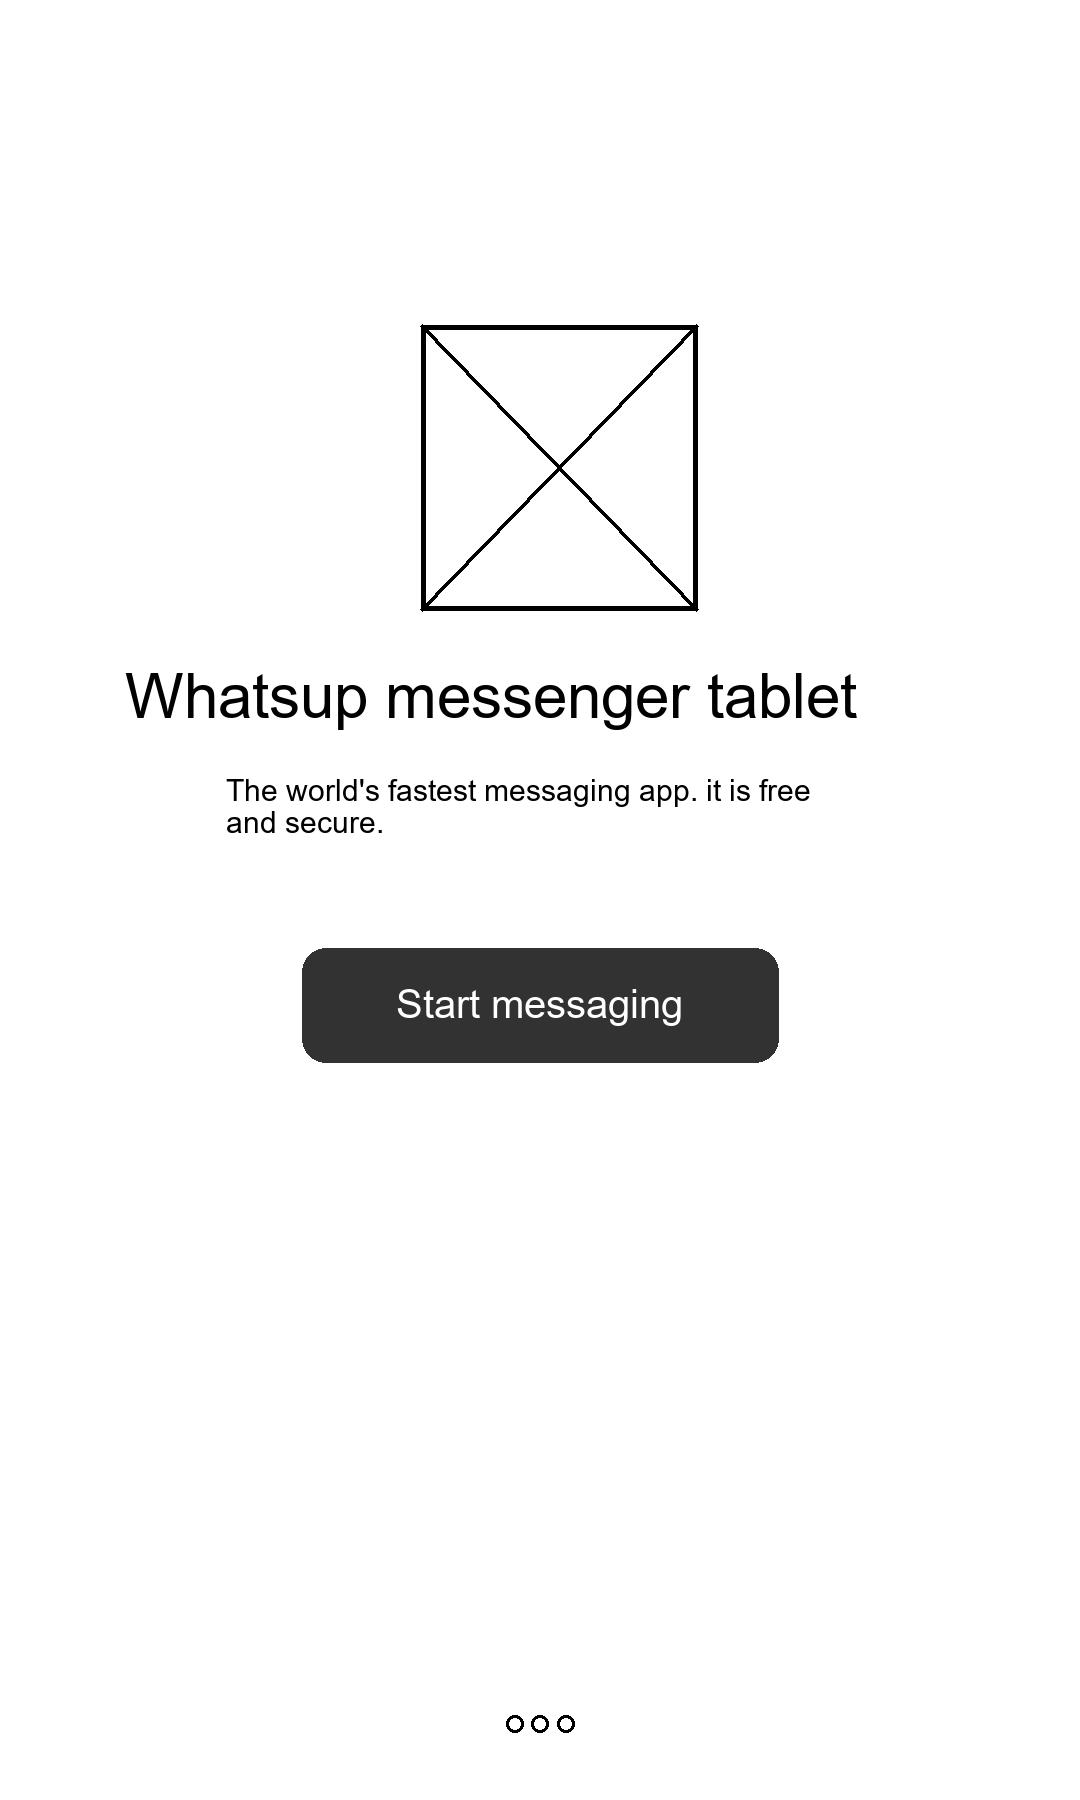 Whatsup messenger tablet
The world's fastest messaging app. it is free
and secure.
Start messaging